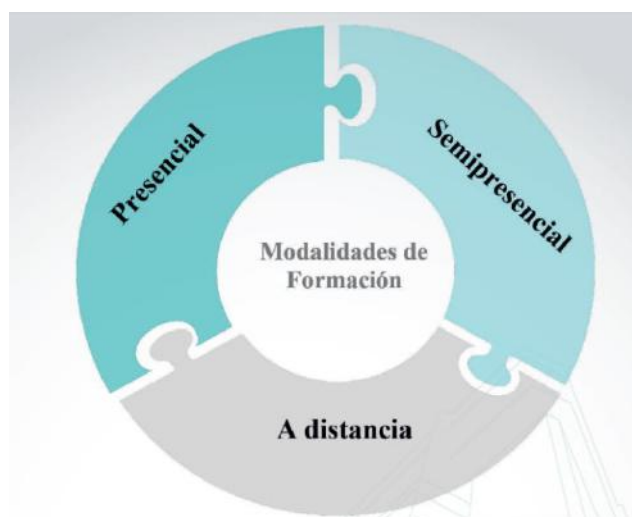 Presencial
Semipresencial
Modalidades de
Formación
A distancia